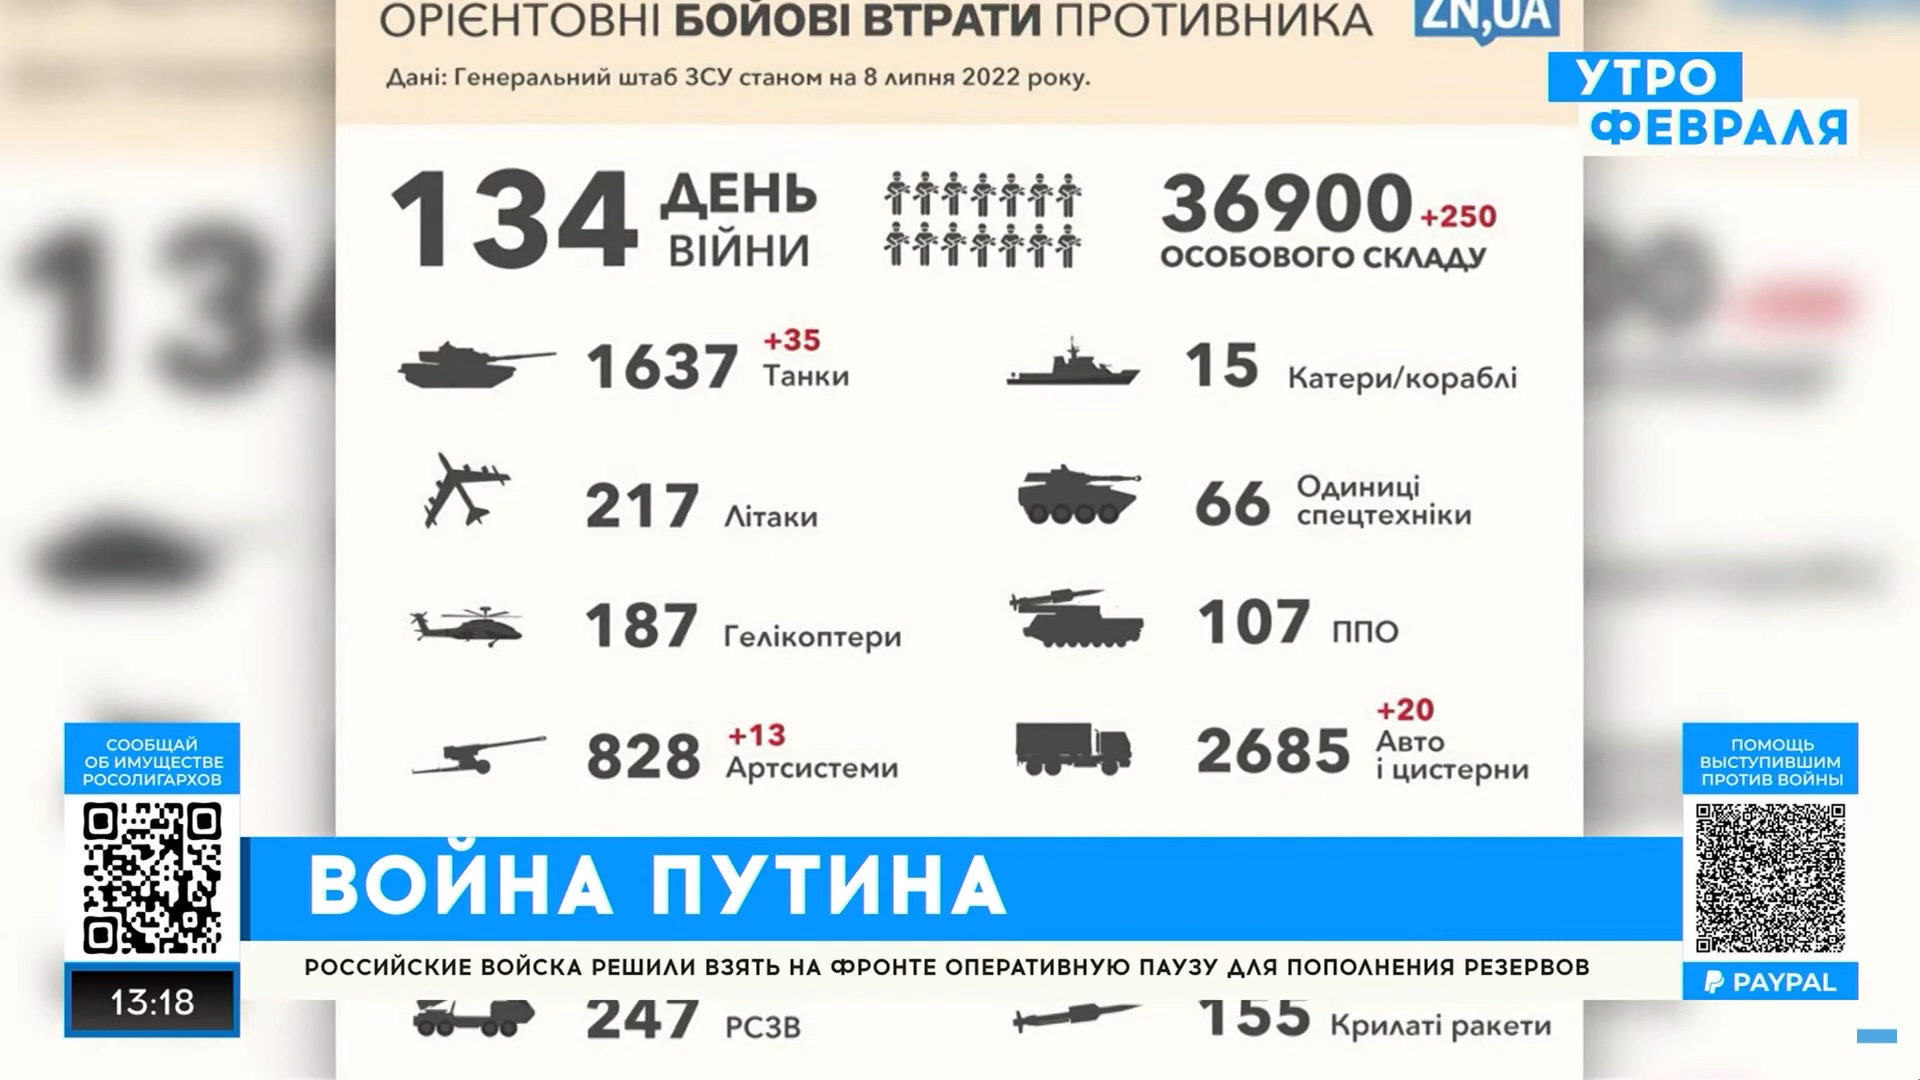 ОРІЄНТОВНІ БОЙОВІ ВТРАТИ ПРОТИВНИКА
ZN,UA
Дані: Генеральний штаб ЗСУ станом на 8 липня 2022 року.
УТРО
ФЕВРАЛЯ
134 ДЕНЬ
ВІЙНИ
36900 +250
ОСОБОВОГО СКЛАДУ
1637 +35
Танки
15 Катери/кораблі
217 Літаки
66 Одиниці
спецтехніки
187 Гелікоптери
107 ППО
828 +13
Артсистеми
2685 +20
Авто
і цистерни
СООБЩАЙ
ОБ ИМУЩЕСТВЕ
РОСОЛИГАРХОВ
ПОМОЩЬ
ВЫСТУПИВШИМ
ПРОТИВ ВОЙНЫ
ВОЙНА ПУТИНА
РОССИЙСКИЕ ВОЙСКА РЕШИЛИ ВЗЯТЬ НА ФРОНТЕ ОПЕРАТИВНУЮ ПАУЗУ ДЛЯ ПОПОЛНЕНИЯ РЕЗЕРВОВ
PAYPAL
13:18
247 РСЗВ
155 Крилаті ракети